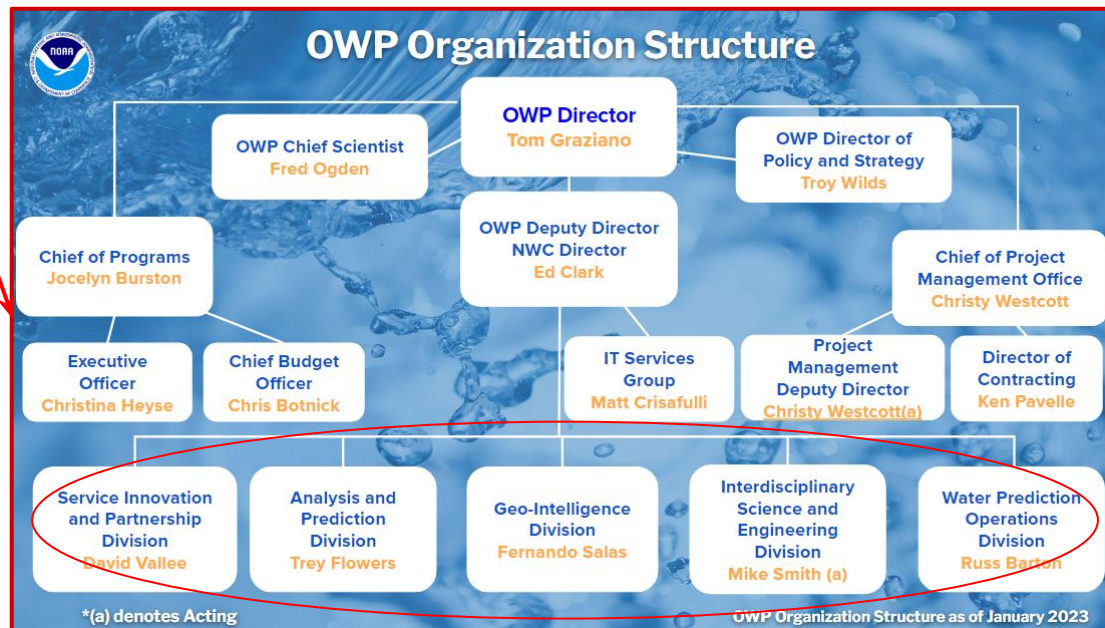 OWP Organization Structure
NOAA
OWP Director
Tom Graziano
OWP Chief Scientist
Fred Ogden
OWP Director of
Policy and Strategy
Troy Wilds
OWP Deputy Director
NWC Director
Ed Clark
Chief of Programs
Jocelyn Burston
Chief of Project
Management Office
Christy Westcott
Executive
Officer
Christina Heyse
Chief Budget
Officer
Chris Botnick
IT Services
Group
Matt Crisafulli
Project
Management
Deputy Director
Christy Westcott(a)
Director of
Contracting
Ken Pavelle
Service Innovation
and Partnership
Division
David Vallee
Analysis and
Prediction
Division
Trey Flowers
Geo-Intelligence
Division
Fernando Salas
Interdisciplinary
Science and
Engineering
Division
Mike Smith (a)
Water Prediction
Operations
Division
Russ Barton
*(a) denotes Acting
OWP Organization Structure as of January 2023